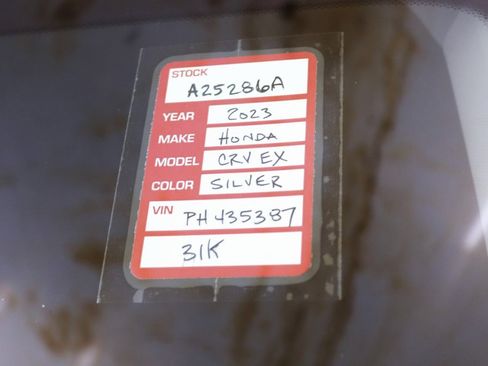 STOCK
A25286A
YEAR 2023
MAKE HONDA
MODEL CRV EX
COLOR SILVER
VIN PH435387
31K